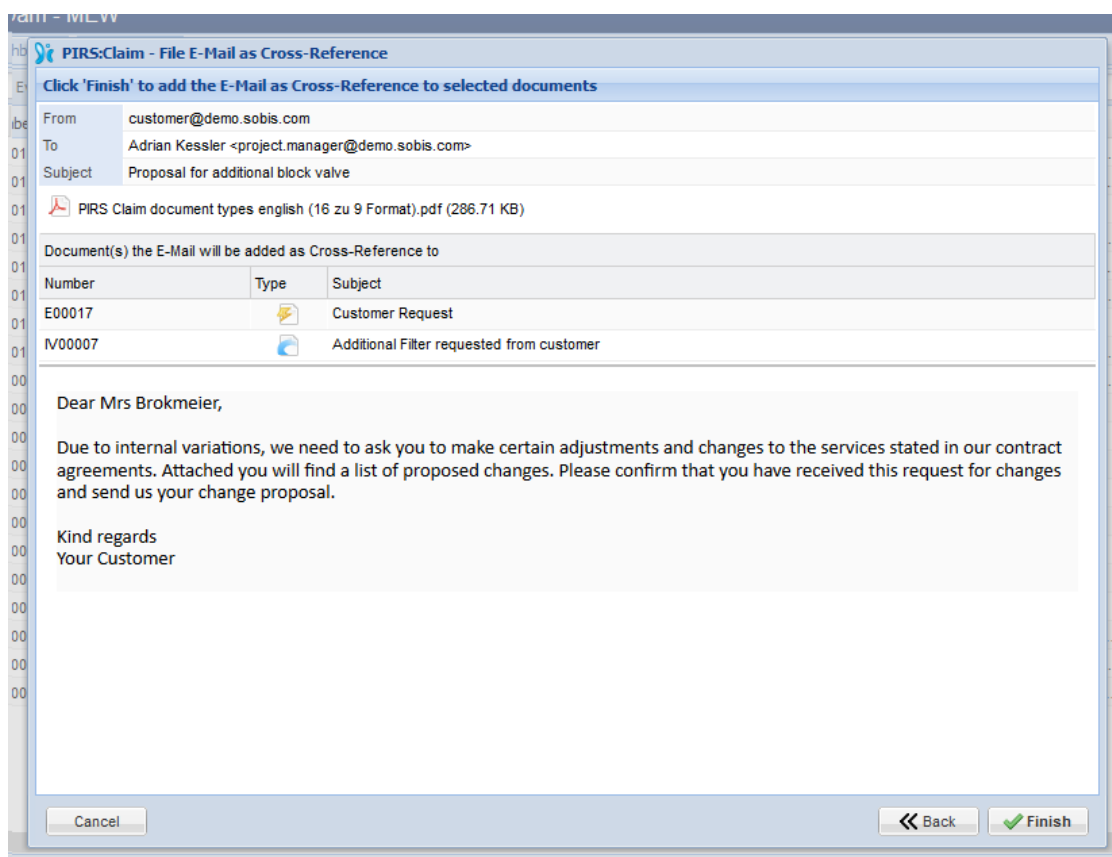 PIRS:Claim - File E-Mail as Cross-Reference
Click 'Finish' to add the E-Mail as Cross-Reference to selected documents
From customer@demo.sobis.com
To Adrian Kessler <project.manager@demo.sobis.com>
Subject Proposal for additional block valve
PIRS Claim document types english (16 zu 9 Format).pdf (286.71 KB)
Document(s) the E-Mail will be added as Cross-Reference to
Number Type Subject
E00017 Customer Request
IV00007 Additional Filter requested from customer
Dear Mrs Brokmeier,
Due to internal variations, we need to ask you to make certain adjustments and changes to the services stated in our contract
agreements. Attached you will find a list of proposed changes. Please confirm that you have received this request for changes
and send us your change proposal.
Kind regards
Your Customer
Cancel Back Finish